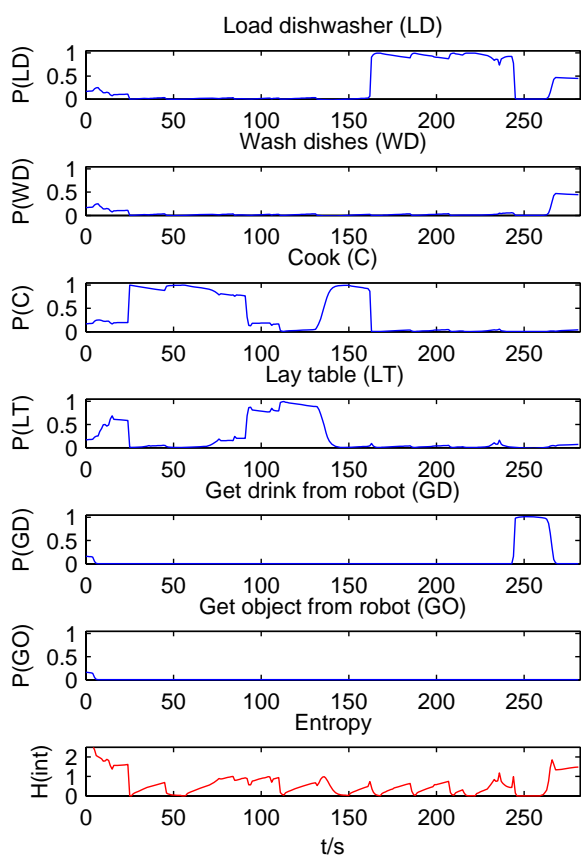 Load dishwasher (LD)
P(LD)
1
0.5
0
0 50 100 150 200 250
Wash dishes (WD)
P(WD)
1
0.5
0
0 50 100 150 200 250
Cook (C)
P(C)
1
0.5
0
0 50 100 150 200 250
Lay table (LT)
P(LT)
1
0.5
0
0 50 100 150 200 250
Get drink from robot (GD)
P(GD)
1
0.5
0
0 50 100 150 200 250
Get object from robot (GO)
P(GO)
1
0.5
0
0 50 100 150 200 250
Entropy
H(int)
2
1
0
0 50 100 150 200 250
t/s